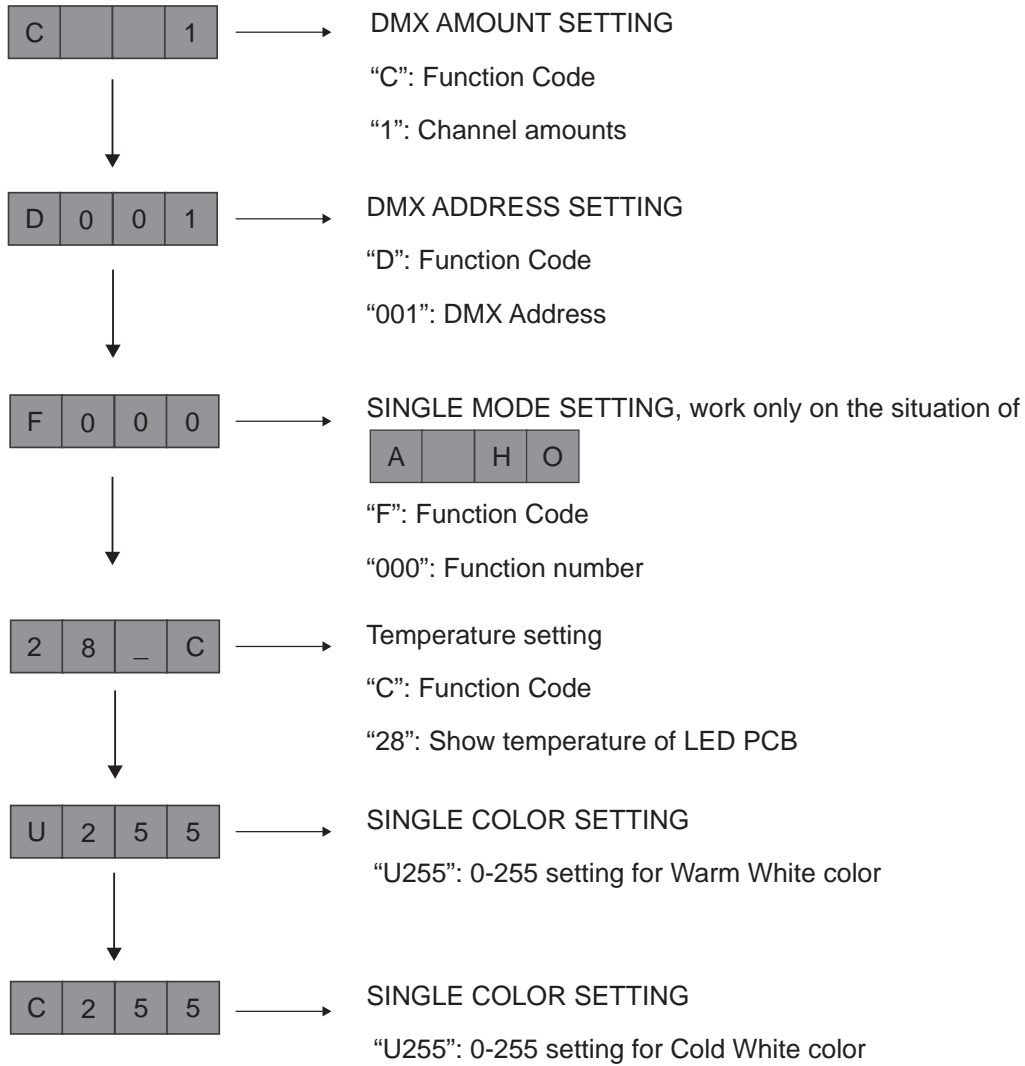 C 1
DMX AMOUNT SETTING
“C”: Function Code
“1”: Channel amounts
D 0 0 1
DMX ADDRESS SETTING
“D”: Function Code
“001”: DMX Address
F 0 0 0
SINGLE MODE SETTING, work only on the situation of
A H O
“F”: Function Code
“000”: Function number
2 8 _ C
Temperature setting
“C”: Function Code
“28”: Show temperature of LED PCB
U 2 5 5
SINGLE COLOR SETTING
“U255”: 0-255 setting for Warm White color
C 2 5 5
SINGLE COLOR SETTING
“U255”: 0-255 setting for Cold White color